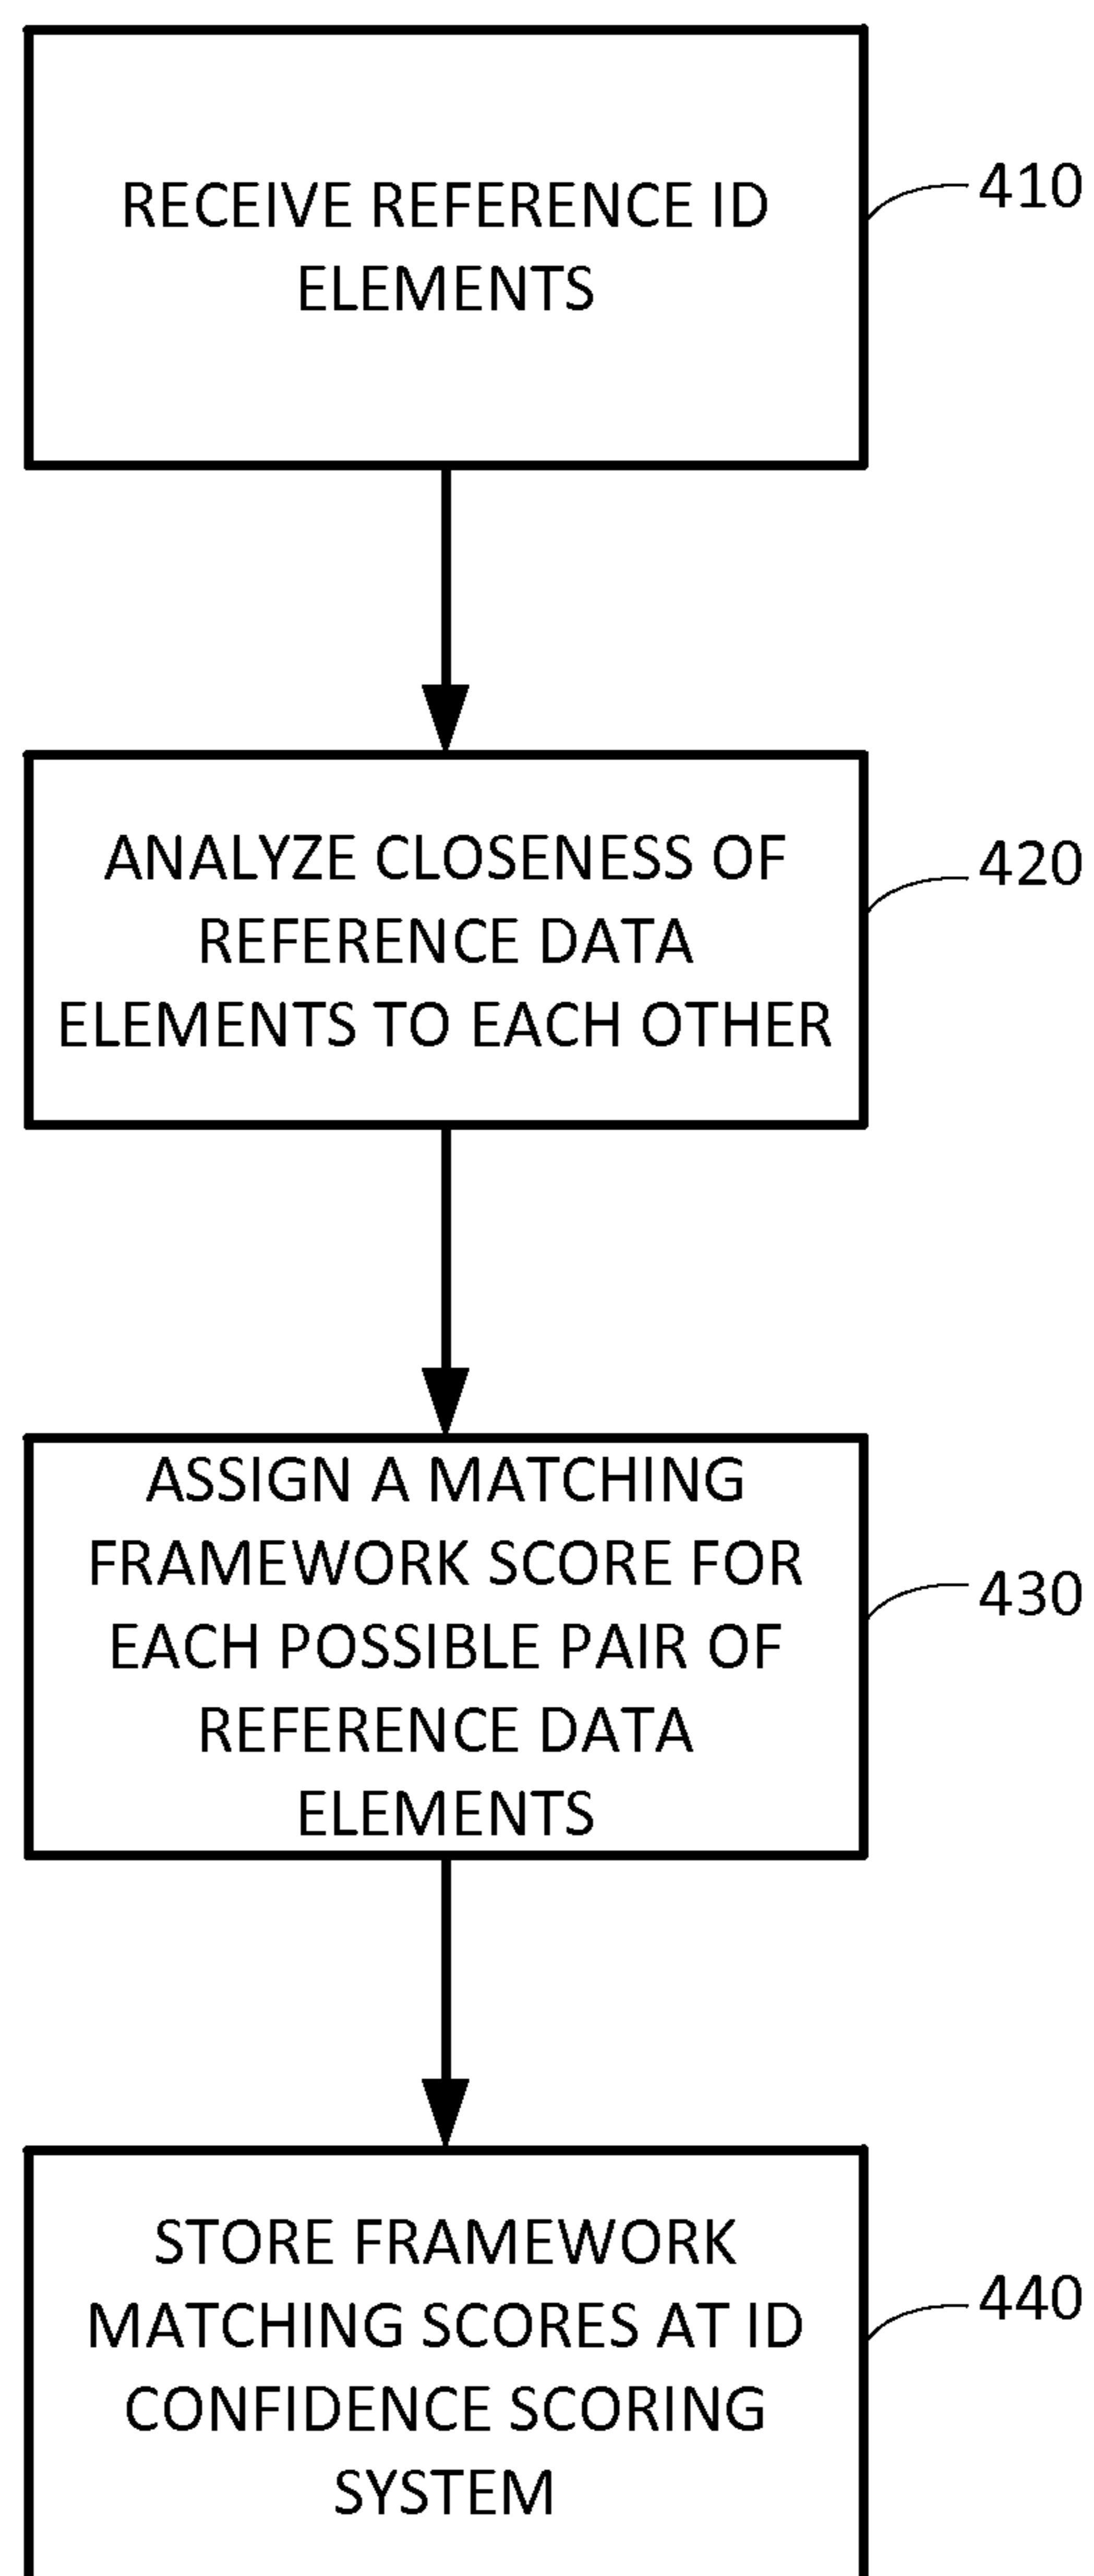 RECEIVE REFERENCE ID
ELEMENTS
410
ANALYZE CLOSENESS OF
REFERENCE DATA
ELEMENTS TO EACH OTHER
420
ASSIGN A MATCHING
FRAMEWORK SCORE FOR
EACH POSSIBLE PAIR OF
REFERENCE DATA
ELEMENTS
430
STORE FRAMEWORK
MATCHING SCORES AT ID
CONFIDENCE SCORING
SYSTEM
440